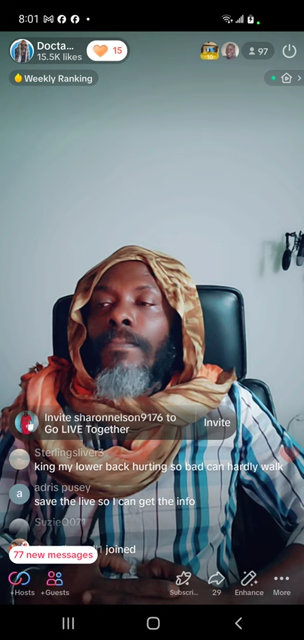 8:01
Docta...
15.5K likes
15
97
Weekly Ranking
Invite sharonnelson9176 to
Go LIVE Together
Invite
Sterlingsliver3
king my lower back hurting so bad can hardly walk
adris pusey
a
save the live so I can get the info
SuzieQ071
77 new messages
joined
+Hosts
+Guests
Subscri...
29
Enhance
More